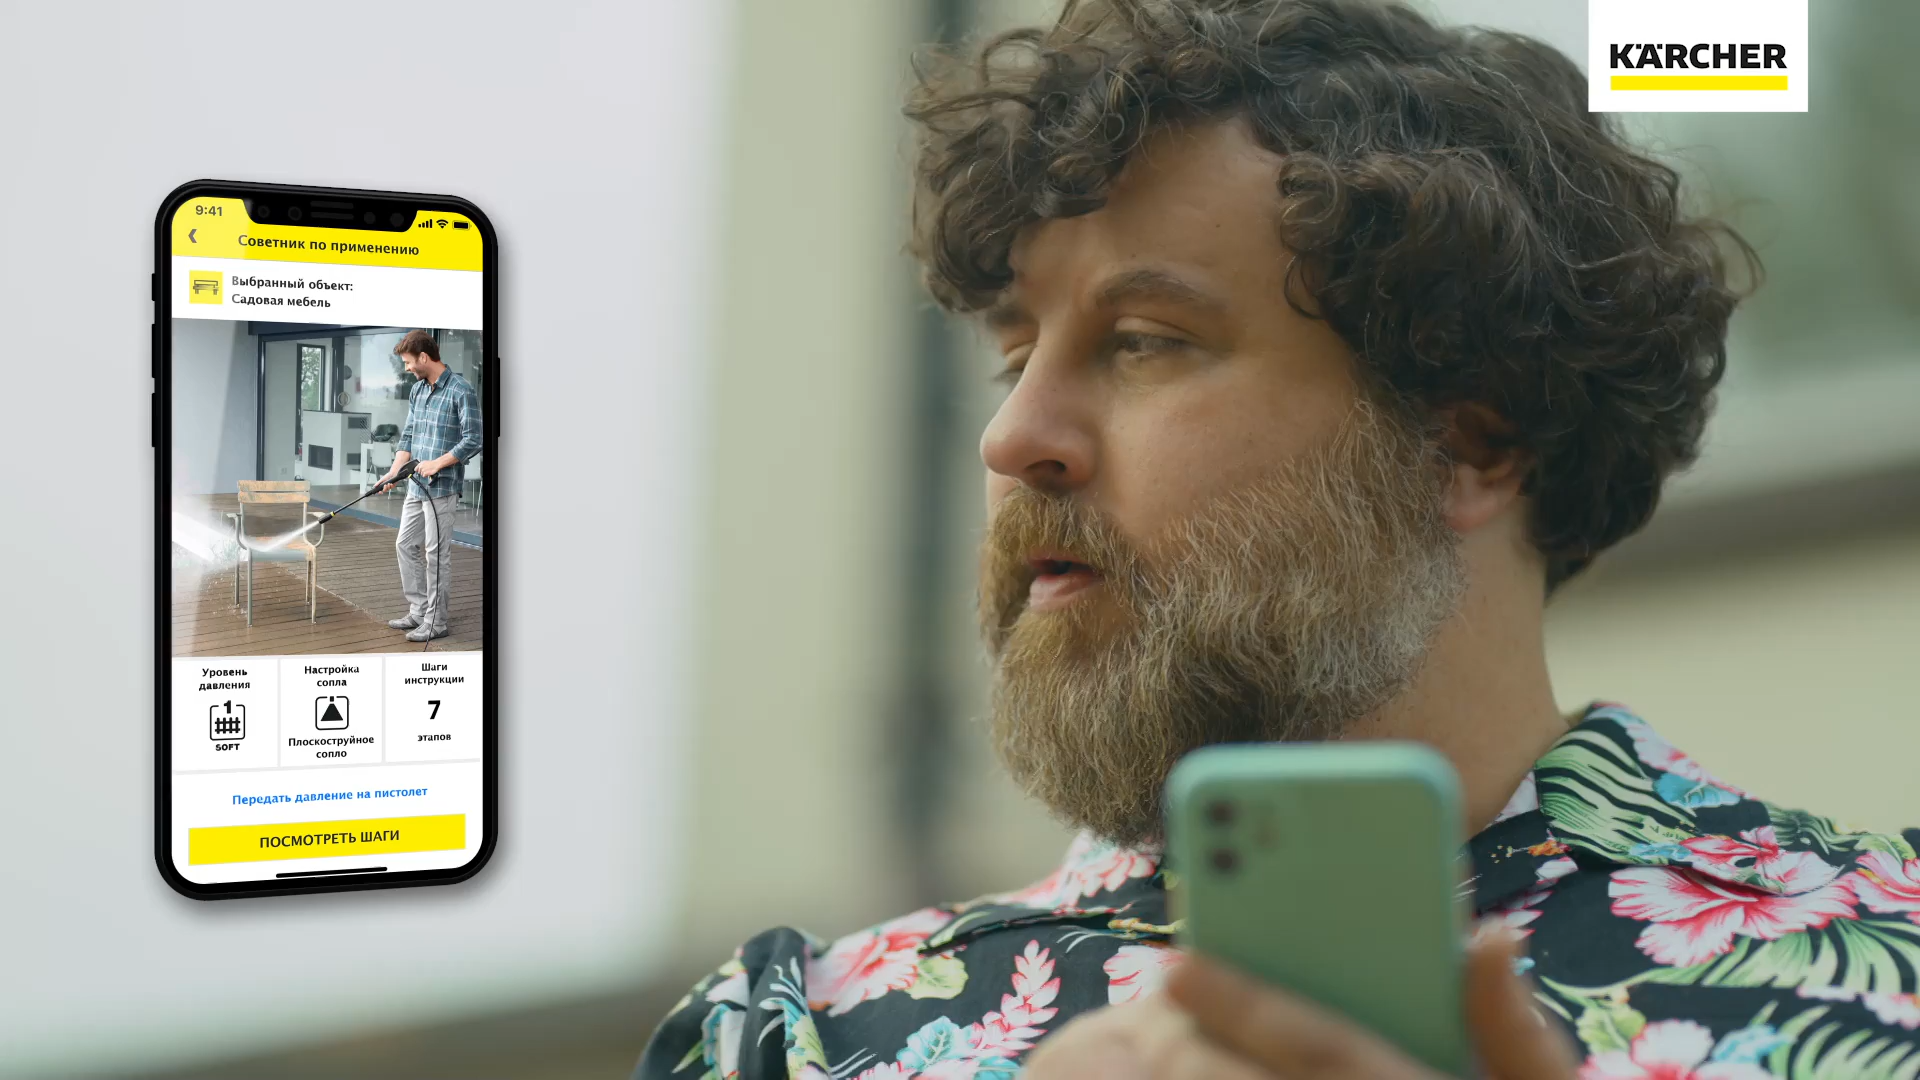 KÄRCHER
9:41
Советник по применению
Выбранный объект:
Садовая мебель
Уровень
давления
1
SOFT
Настройка
сопла
Плоскоструйное
сопло
Шаги
инструкции
7
этапов
Передать давление на пистолет
ПОСМОТРЕТЬ ШАГИ